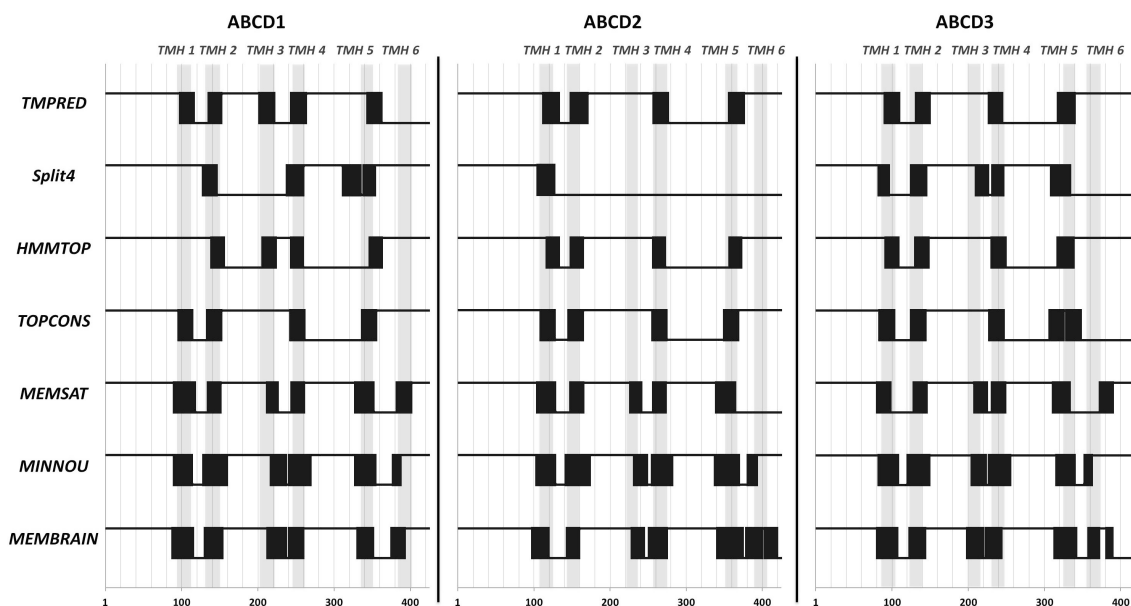 ABCD1 ABCD2 ABCD3
TMH 1 TMH 2 TMH 3 TMH 4 TMH 5 TMH 6 TMH 1 TMH 2 TMH 3 TMH 4 TMH 5 TMH 6 TMH 1 TMH 2 TMH 3 TMH 4 TMH 5 TMH 6
TMPRED
Split4
HMMTOP
TOPCONS
MEMSAT
MINNOU
MEMBRAIN
1 100 200 300 400 1 100 200 300 400 1 100 200 300 400